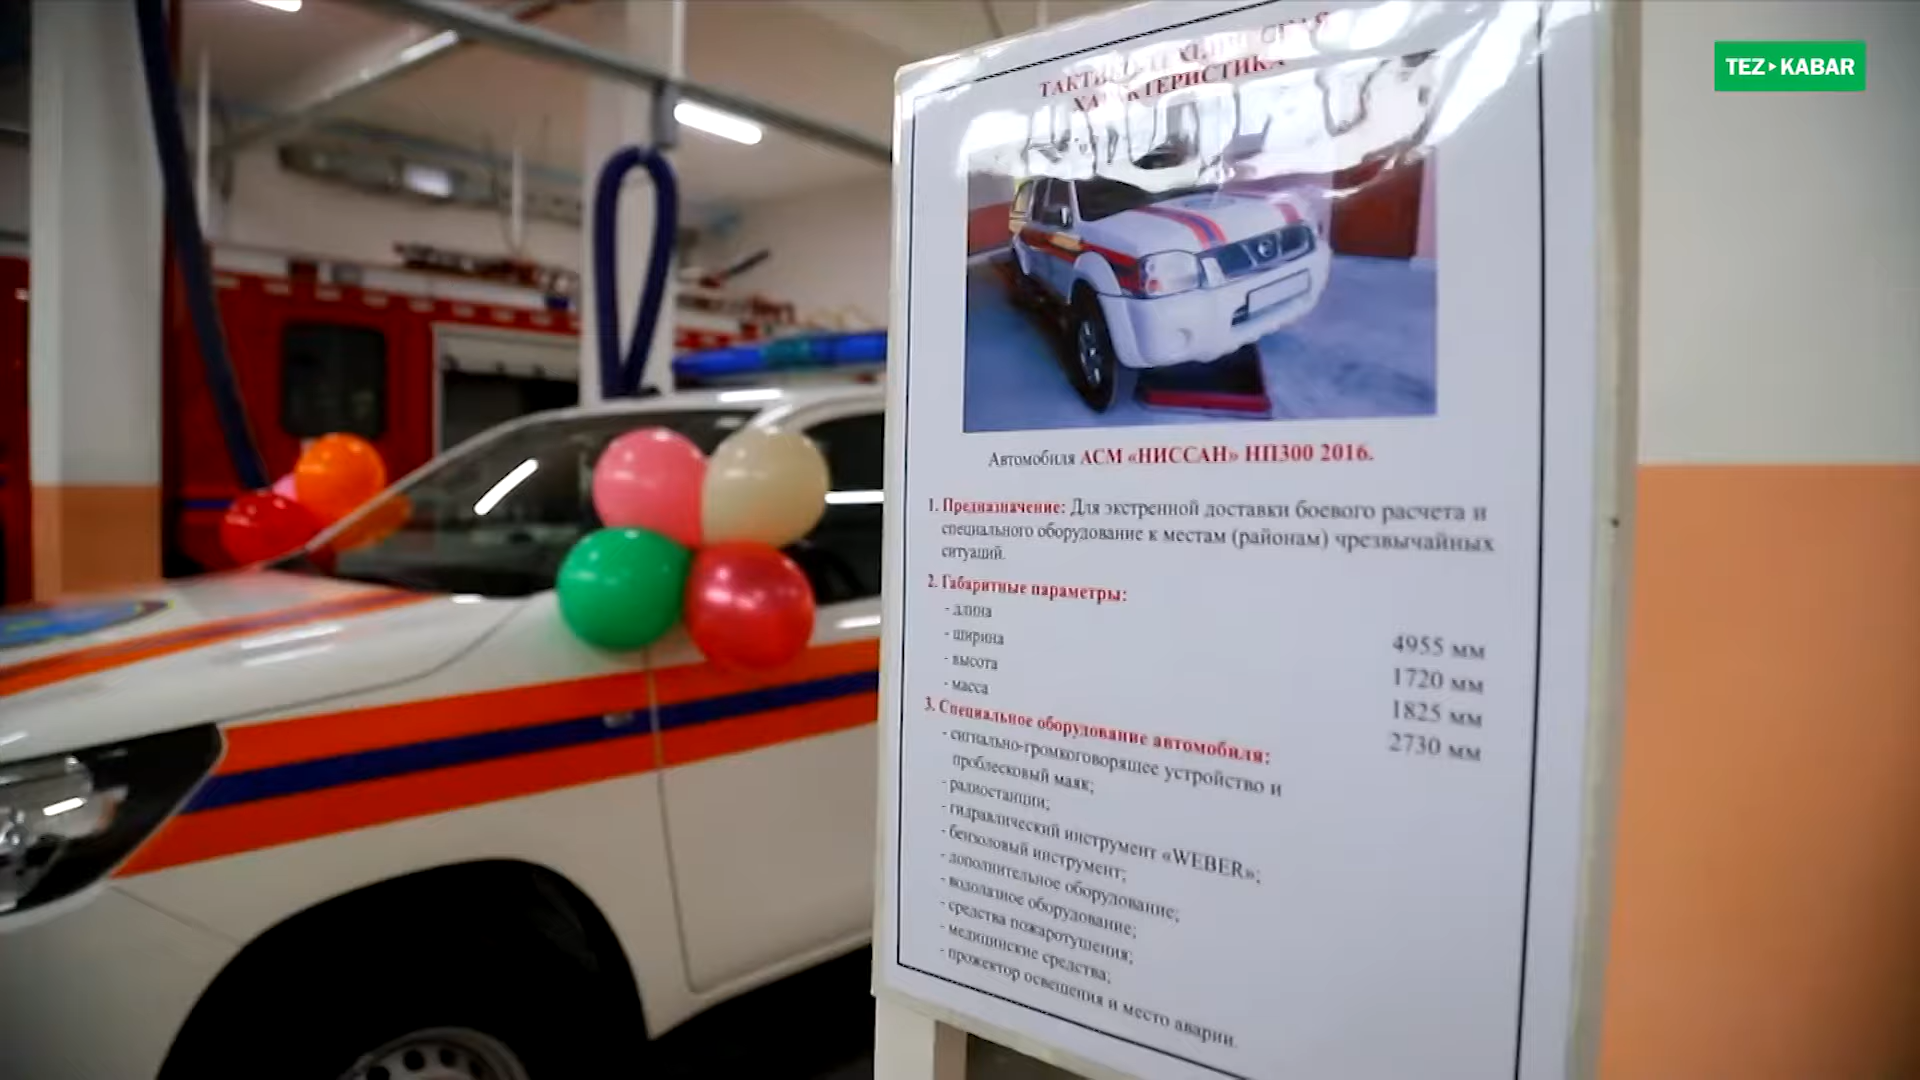 TEZ KABAR
ТАКТИКО-ТЕХНИЧЕСКАЯ
ХАРАКТЕРИСТИКА
Автомобиля АСМ «НИССАН» НП300 2016.
1. Предназначение: Для экстренной доставки боевого расчета и
специального оборудование к местам (районам) чрезвычайных
ситуаций.
2. Габаритные параметры:
- длина 4955 мм
- ширина 1720 мм
- высота 1825 мм
- масса 2730 мм
3. Специальное оборудование автомобиля:
- сигнально-громкоговорящее устройство и
проблесковый маяк;
- радиостанции;
- гидравлический инструмент «WEBER»;
- бензоловый инструмент;
- дополнительное оборудование;
- водолазное оборудование;
- средства пожаротушения;
- медицинские средства;
- прожектор освещения и место аварии.